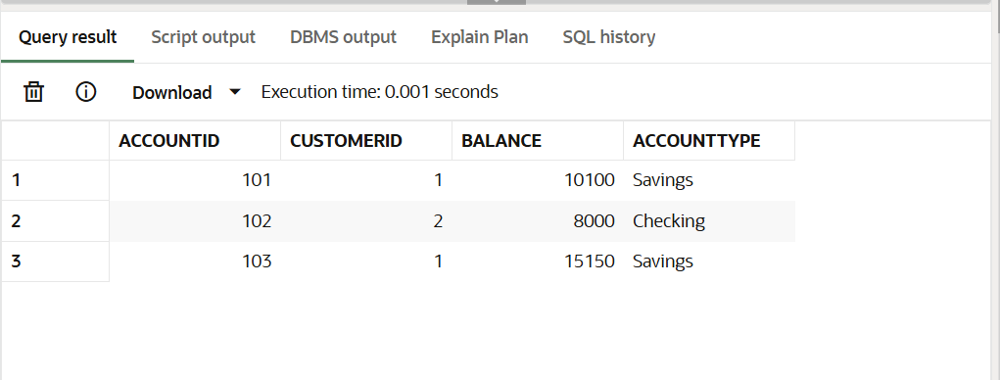 Query result Script output DBMS output Explain Plan SQL history
Download Execution time: 0.001 seconds
ACCOUNTID CUSTOMERID BALANCE ACCOUNTTYPE
1 101 1 10100 Savings
2 102 2 8000 Checking
3 103 1 15150 Savings